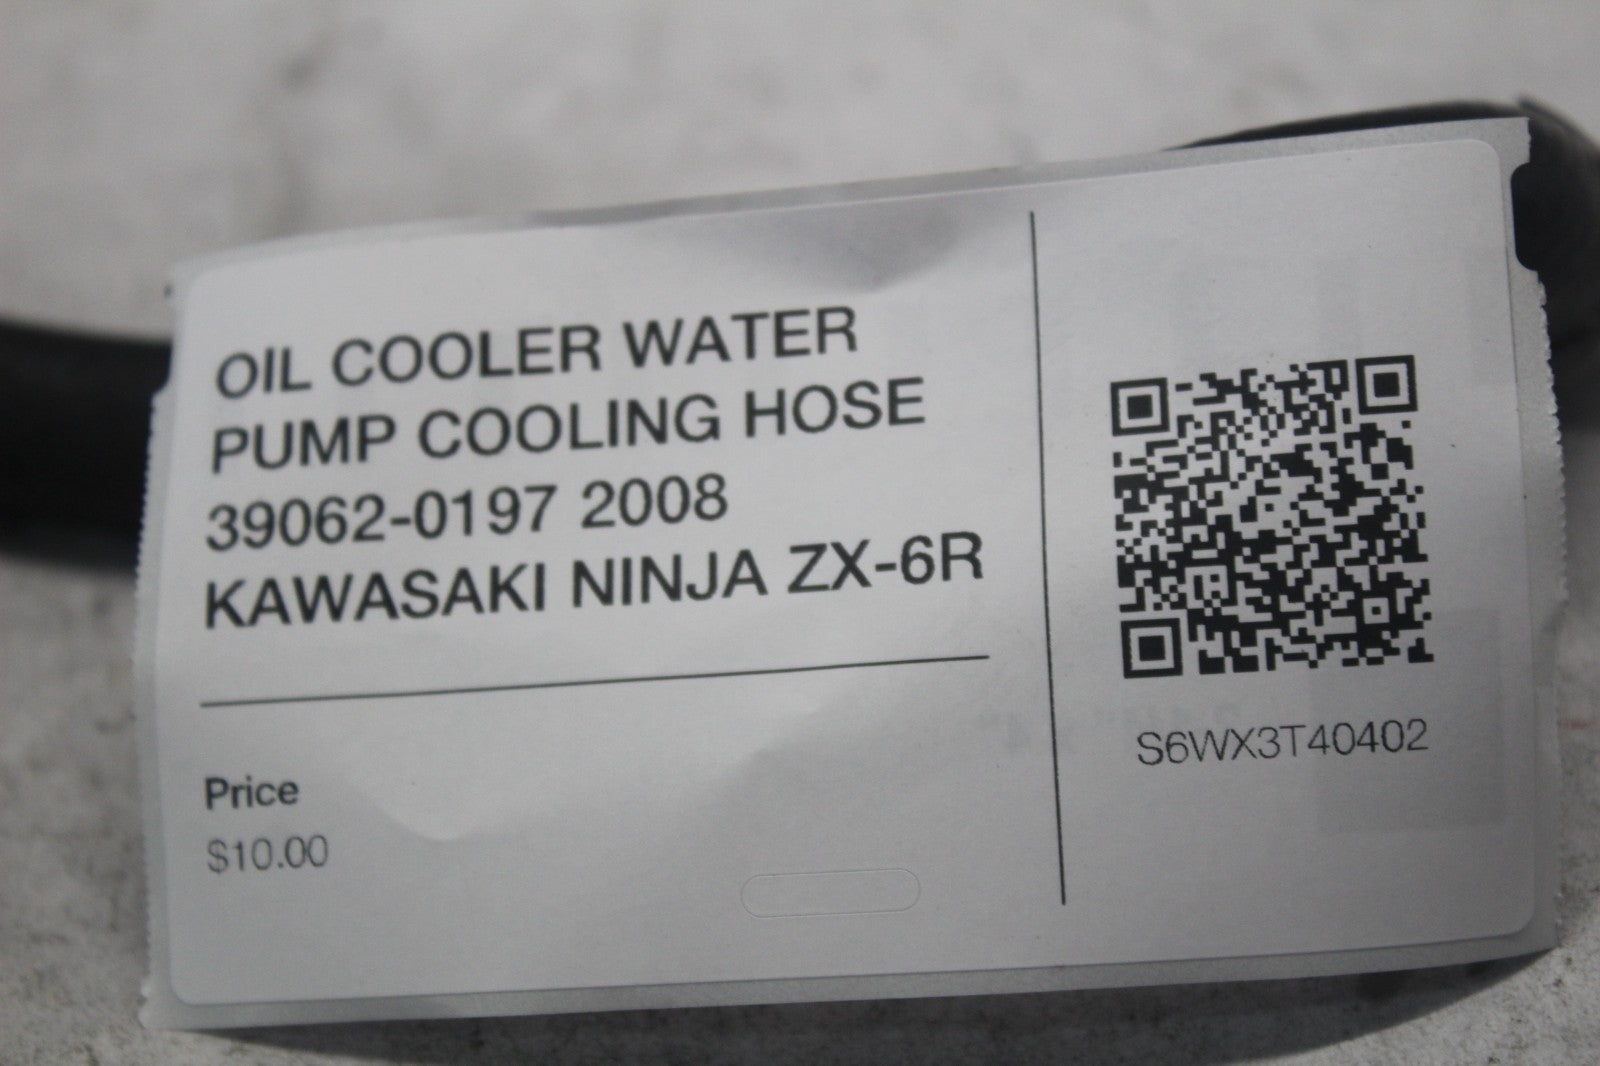 OIL COOLER WATER
PUMP COOLING HOSE
39062-0197 2008
KAWASAKI NINJA ZX-6R
Price
$10.00
S6WX3T40402